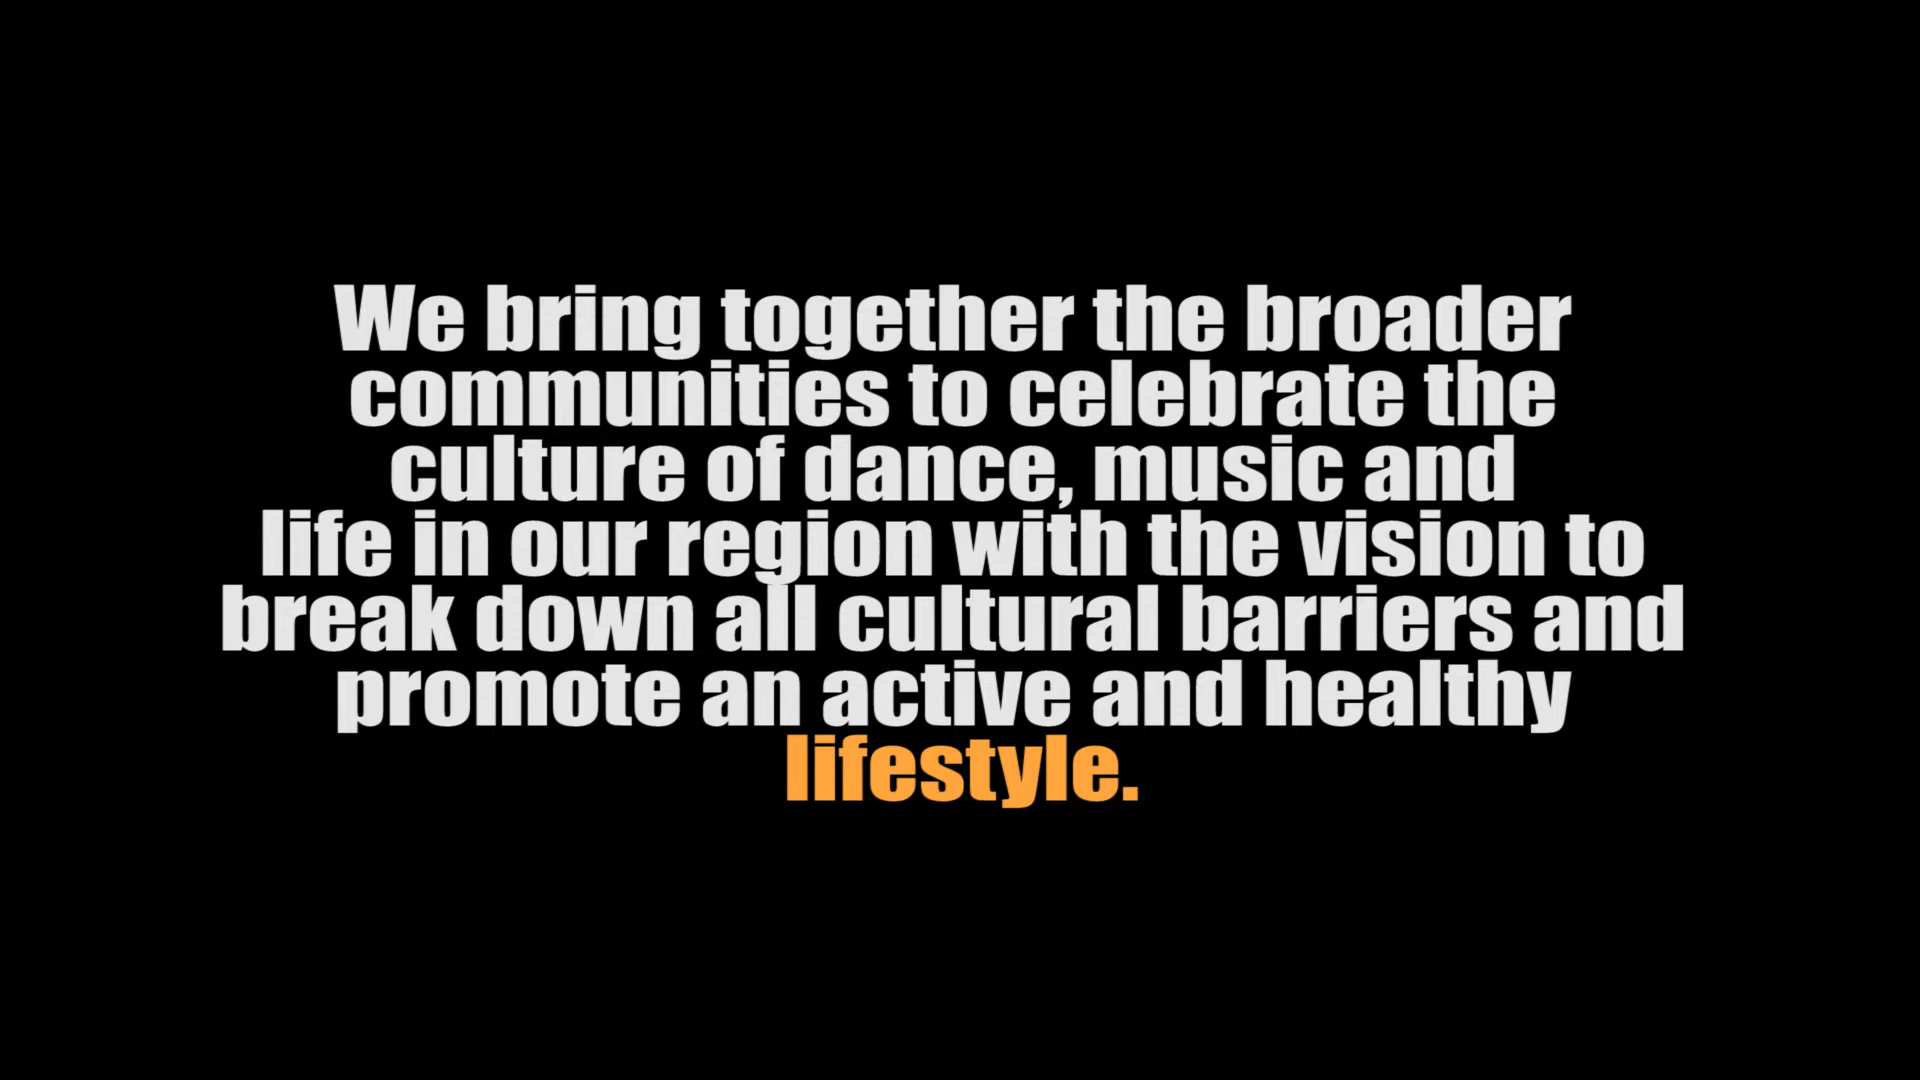 We bring together the broader
communities to celebrate the
culture of dance, music and
life in our region with the vision to
break down all cultural barriers and
promote an active and healthy
lifestyle.